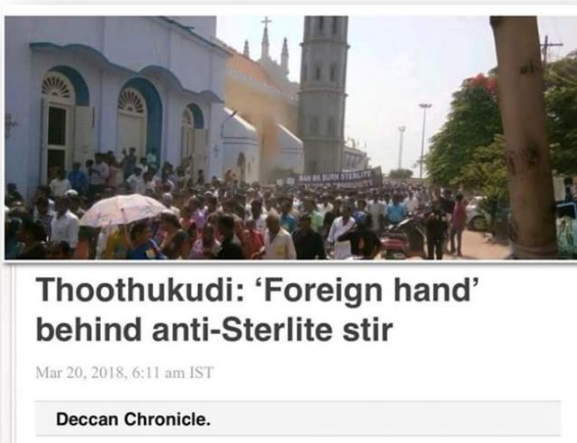 Thoothukudi: ‘Foreign hand’
behind anti-Sterlite stir
Mar 20, 2018, 6:11 am IST
Deccan Chronicle.